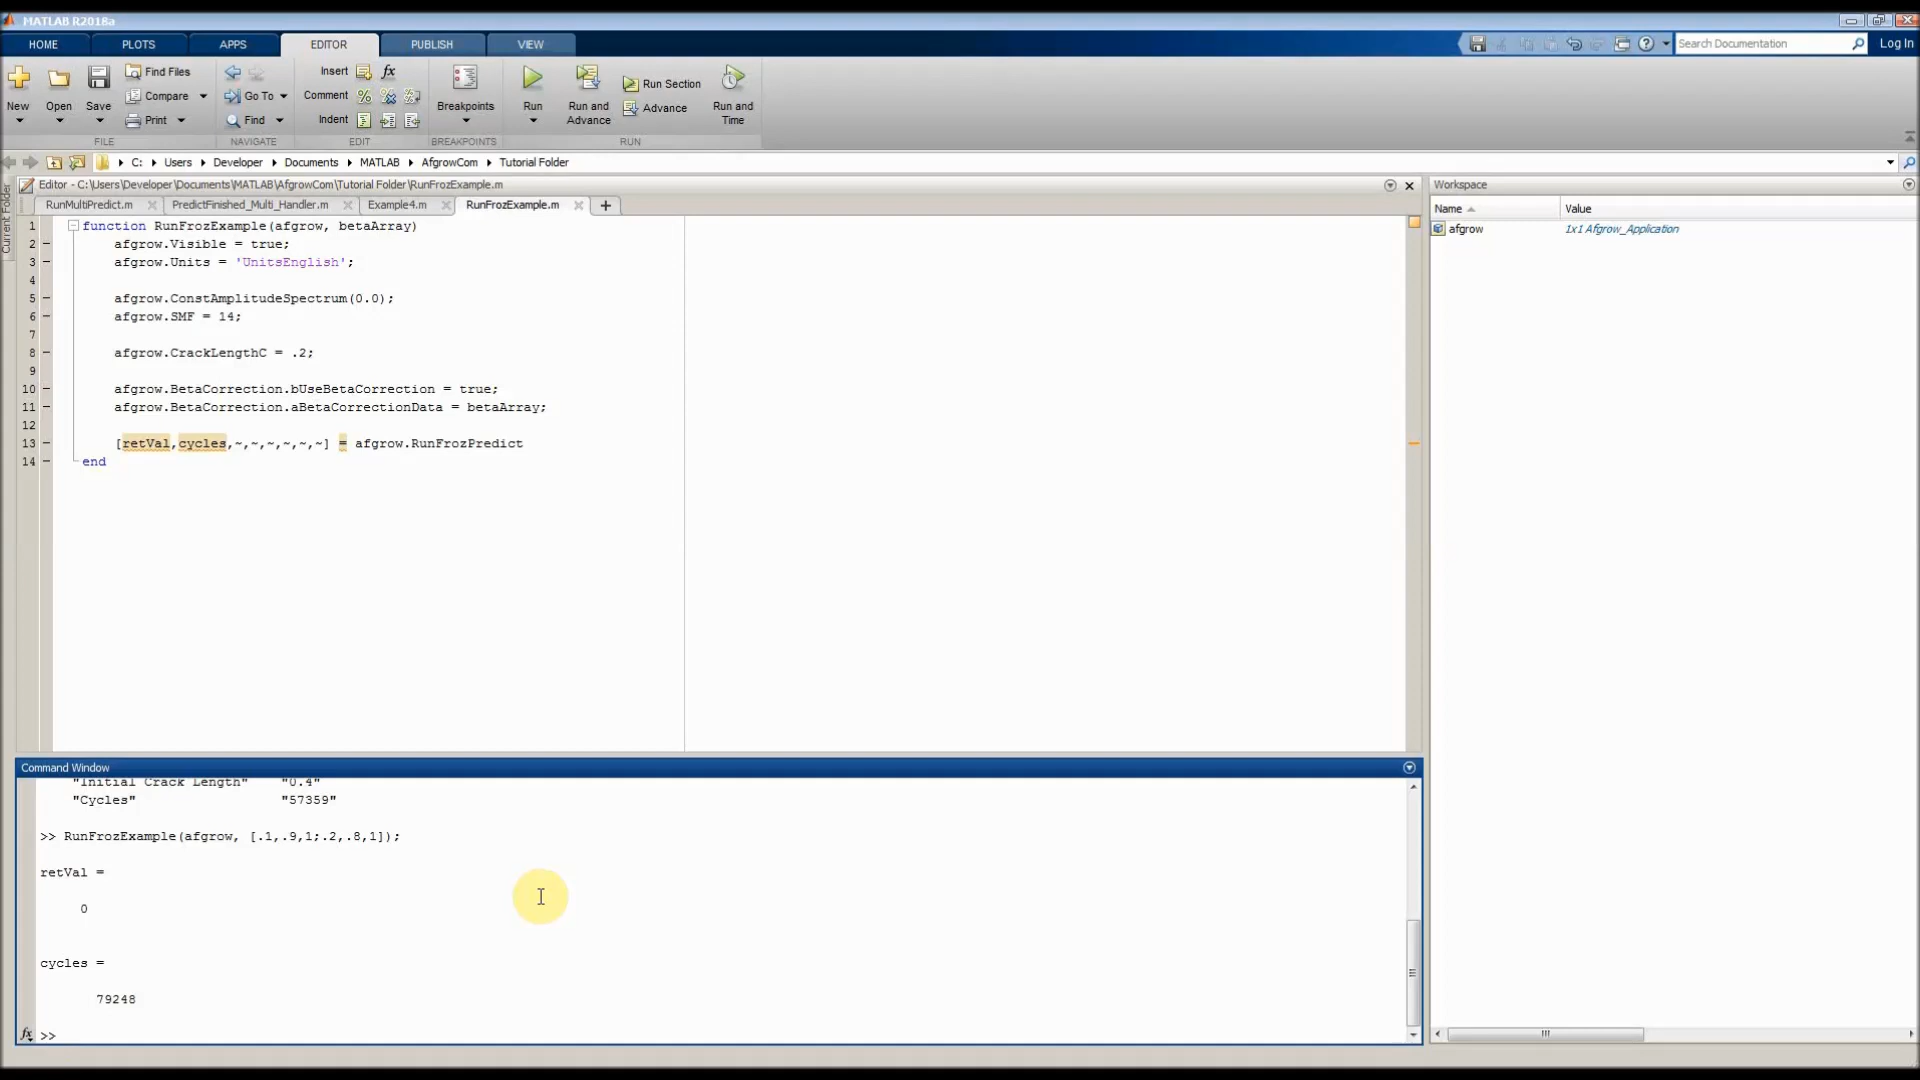 MATLAB R2018a
HOME
PLOTS
APPS
EDITOR
PUBLISH
VIEW
Search Documentation
Log In
New
Open
Save
Find Files
Compare
Print
FILE
Go To
Find
NAVIGATE
Insert
fx
Comment
Indent
EDIT
Breakpoints
BREAKPOINTS
Run
Run and
Advance
Run Section
Advance
Run and
Time
RUN
C: Users Developer Documents MATLAB AfgrowCom Tutorial Folder
Current Folder
Editor - C:\Users\Developer\Documents\MATLAB\AfgrowCom\Tutorial Folder\RunFrozExample.m
RunMultiPredict.m
PredictFinished_Multi_Handler.m
Example4.m
RunFrozExample.m
1 function RunFrozExample(afgrow, betaArray)
2 afgrow.Visible = true;
3 afgrow.Units = 'UnitsEnglish';
4
5 afgrow.ConstAmplitudeSpectrum(0.0);
6 afgrow.SMF = 14;
7
8 afgrow.CrackLengthC = .2;
9
10 afgrow.BetaCorrection.bUseBetaCorrection = true;
11 afgrow.BetaCorrection.aBetaCorrectionData = betaArray;
12
13 [retVal,cycles,~,~,~,~,~,~] = afgrow.RunFrozPredict
14 end
Workspace
Name Value
afgrow 1x1 Afgrow_Application
Command Window
"Initial Crack Length" "0.4"
"Cycles" "57359"
>> RunFrozExample(afgrow, [.1,.9,1;.2,.8,1]);
retVal =
0
cycles =
79248
fx >>